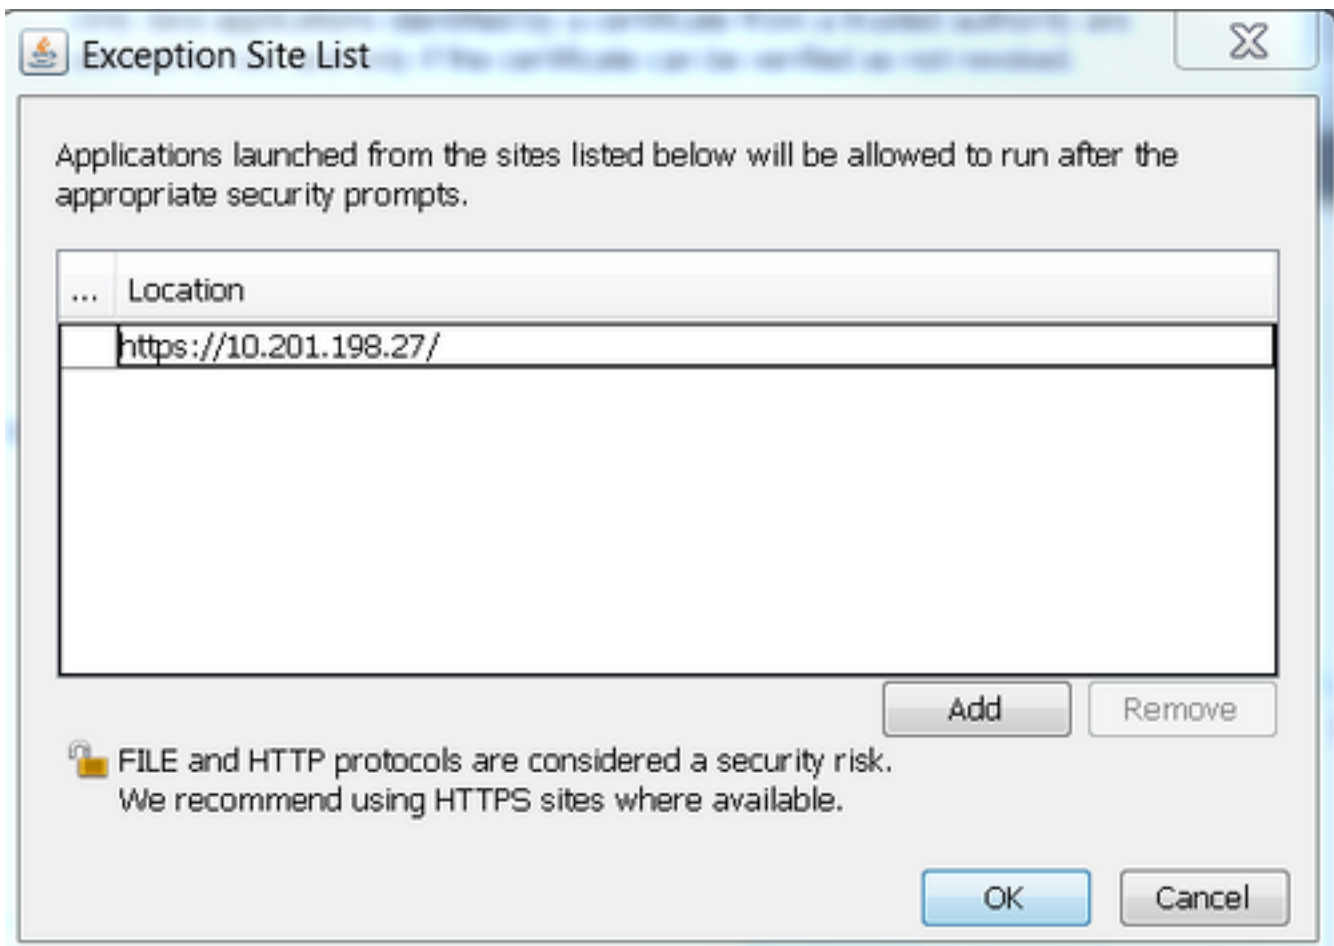 Exception Site List
Applications launched from the sites listed below will be allowed to run after the
appropriate security prompts.
... Location
https://10.201.198.27/
Add Remove
FILE and HTTP protocols are considered a security risk.
We recommend using HTTPS sites where available.
OK Cancel